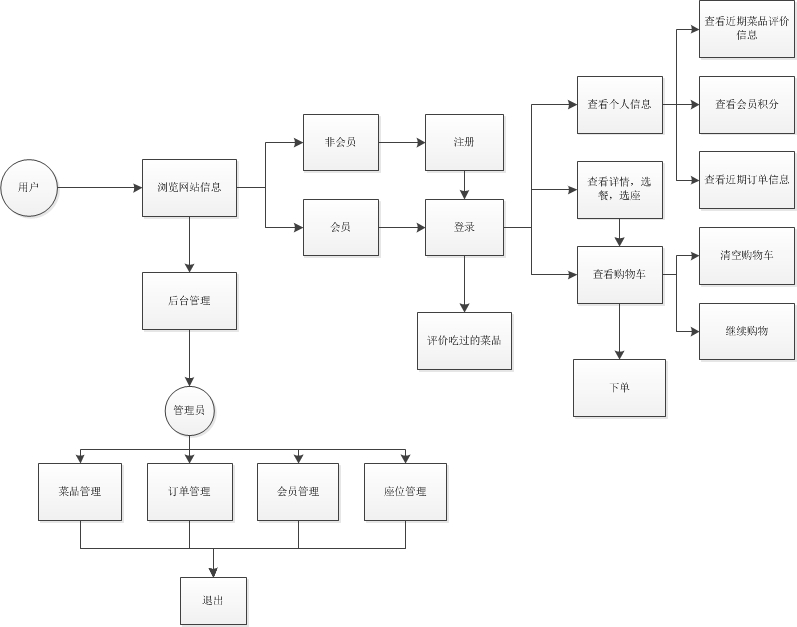 查看近期菜品评价
信息
查看个人信息
查看会员积分
非会员
注册
用户
浏览网站信息
查看详情，选
餐，选座
查看近期订单信息
会员
登录
查看购物车
清空购物车
后台管理
评价吃过的菜品
继续购物
下单
管理员
菜品管理
订单管理
会员管理
座位管理
退出